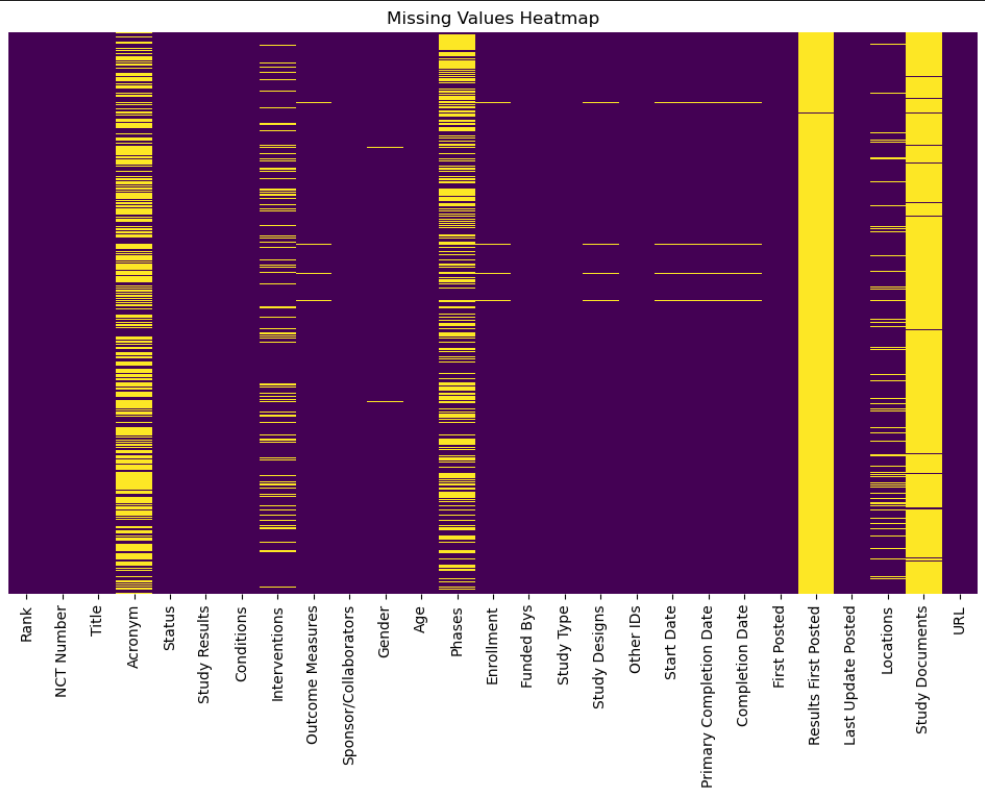 Missing Values Heatmap
Rank
NCT Number
Title
Acronym
Status
Study Results
Conditions
Interventions
Outcome Measures
Sponsor/Collaborators
Gender
Age
Phases
Enrollment
Funded Bys
Study Type
Study Designs
Other IDs
Start Date
Primary Completion Date
Completion Date
First Posted
Results First Posted
Last Update Posted
Locations
Study Documents
URL